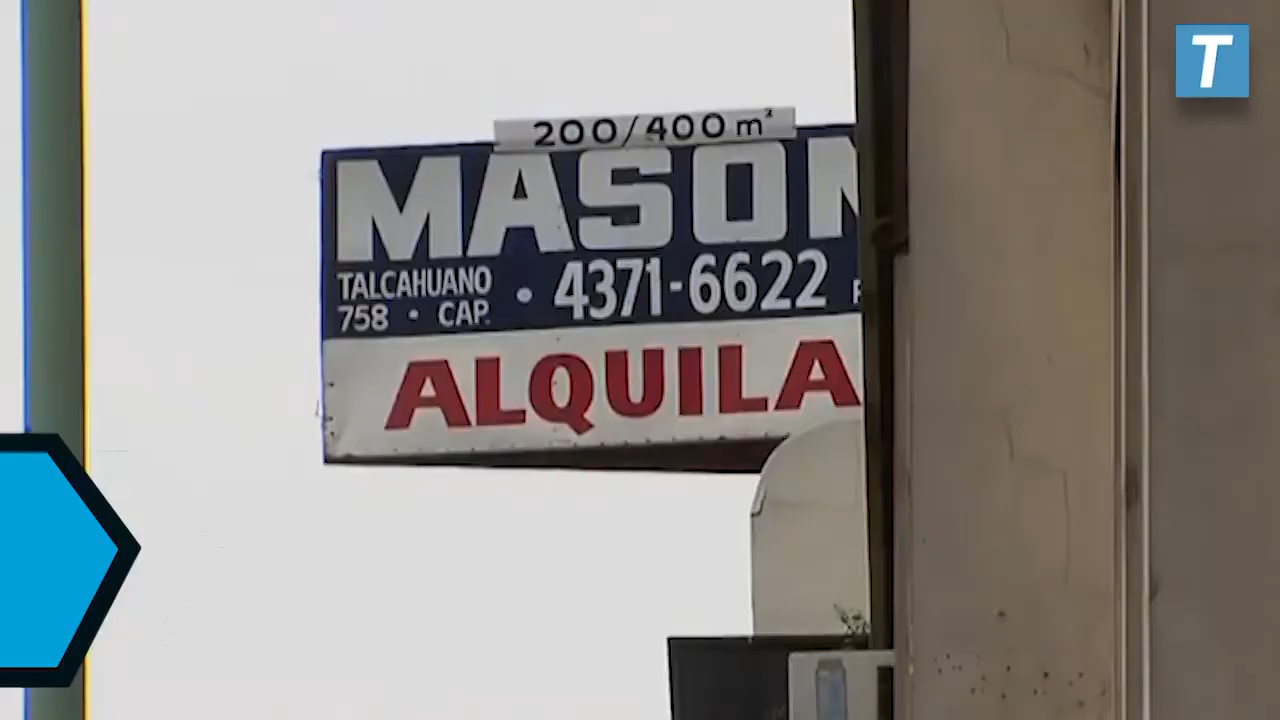 T
200/400 m²
MASON
TALCAHUANO
758 • CAP. • 4371-6622
ALQUILA